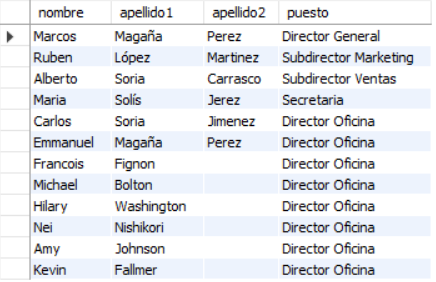 nombre apellido1 apellido2 puesto
Marcos Magaña Perez Director General
Ruben López Martinez Subdirector Marketing
Alberto Soria Carrasco Subdirector Ventas
Maria Solís Jerez Secretaria
Carlos Soria Jimenez Director Oficina
Emmanuel Magaña Perez Director Oficina
Francois Fignon Director Oficina
Michael Bolton Director Oficina
Hilary Washington Director Oficina
Nei Nishikori Director Oficina
Amy Johnson Director Oficina
Kevin Fallmer Director Oficina